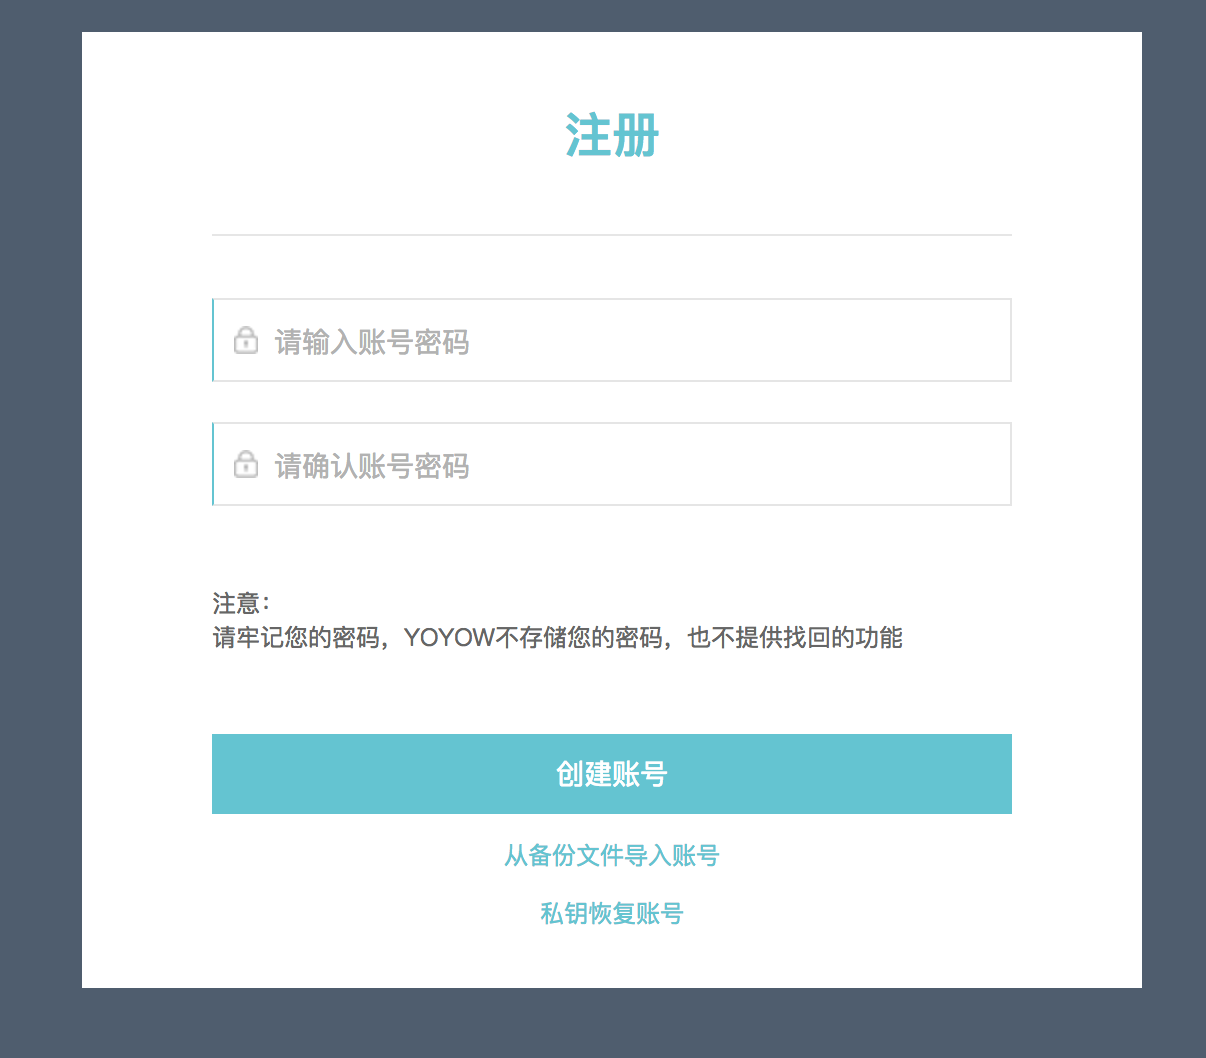 注册
请输入账号密码
请确认账号密码
注意：
请牢记您的密码，YOYOW不存储您的密码，也不提供找回的功能
创建账号
从备份文件导入账号
私钥恢复账号